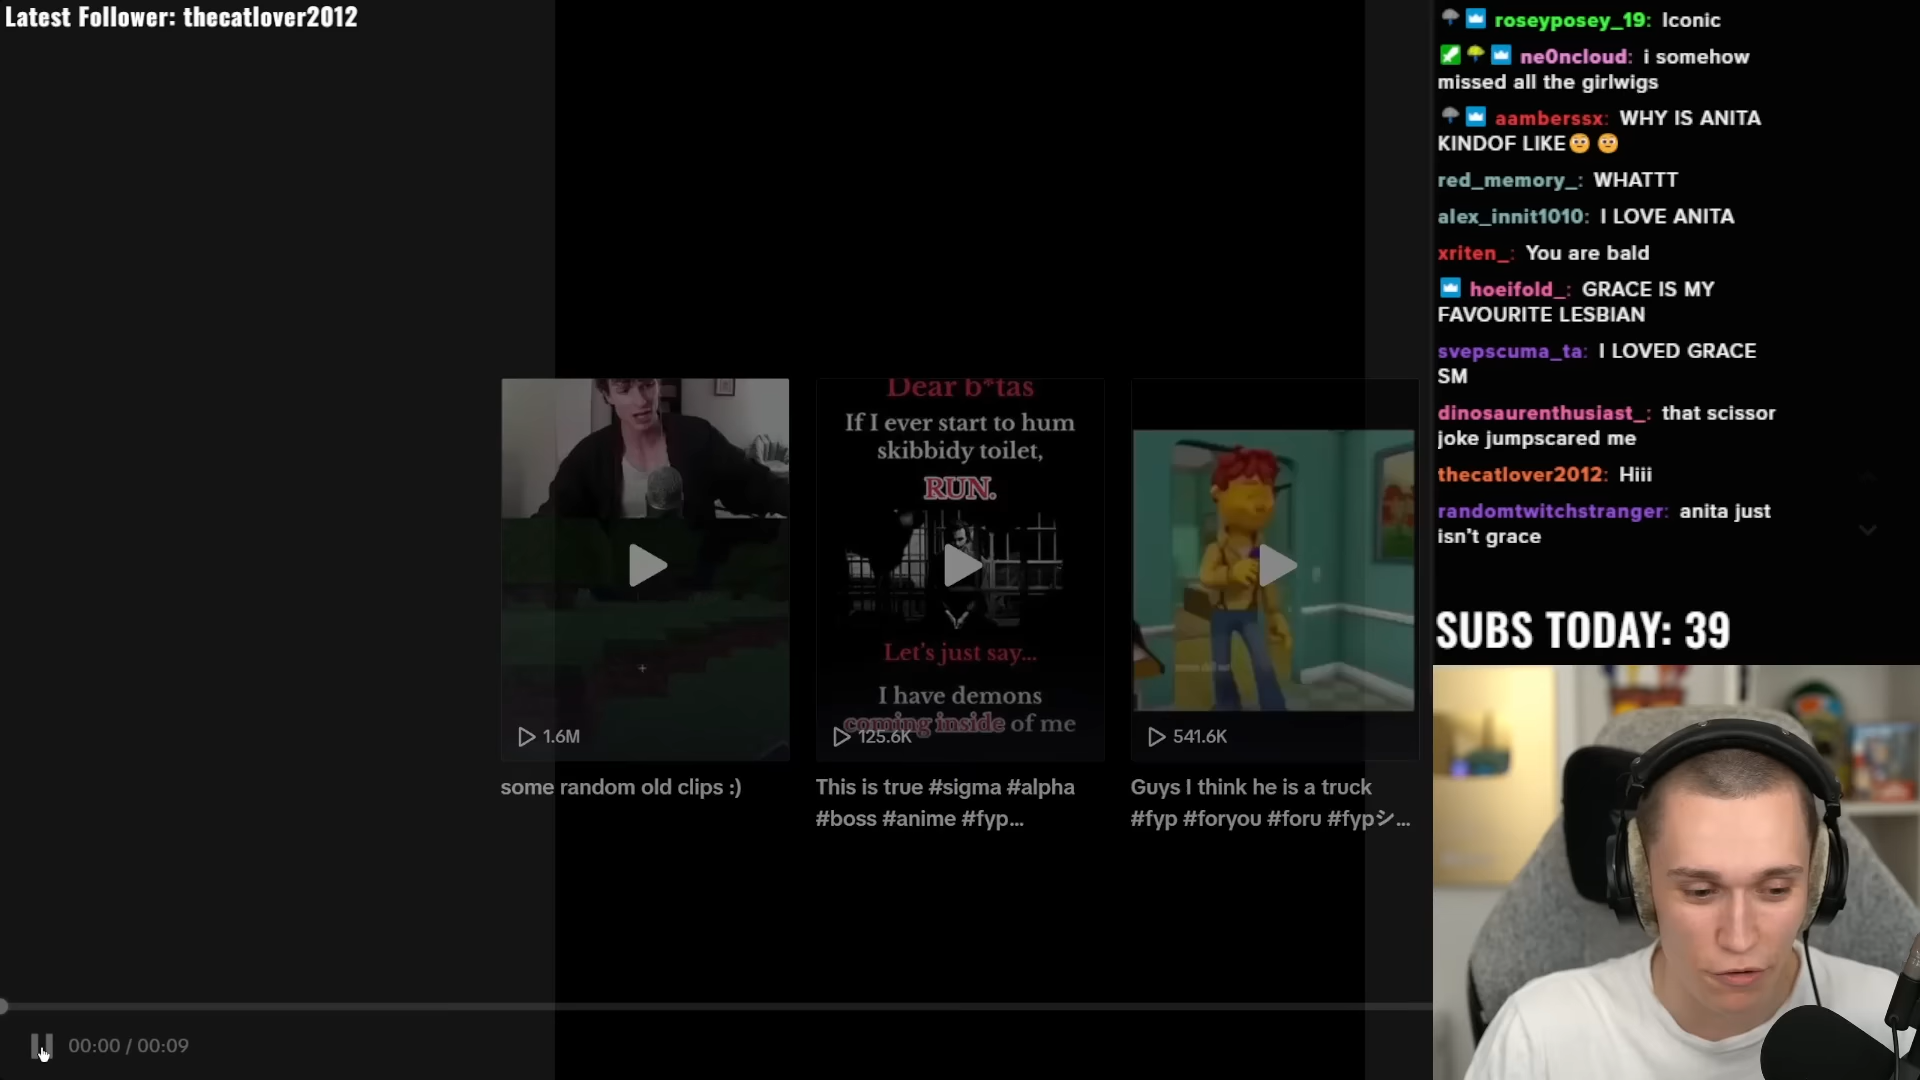 Latest Follower: thecatlover2012
roseyposey_19: Iconic
ne0ncloud: i somehow
missed all the girlwigs
aamberssx: WHY IS ANITA
KINDOF LIKE
red_memory_: WHATTT
alex_innit1010: I LOVE ANITA
xriten_: You are bald
hoeifold_: GRACE IS MY
FAVOURITE LESBIAN
svepscuma_ta: I LOVED GRACE
SM
dinosaurenthusiast_: that scissor
joke jumpscared me
thecatlover2012: Hiii
randomtwitchstranger: anita just
isn't grace
SUBS TODAY: 39
1.6M
some random old clips :)
Dear b*tas
If I ever start to hum
skibbidy toilet,
RUN.
Let's just say...
I have demons
coming inside of me
125.6K
This is true #sigma #alpha
#boss #anime #fyp...
541.6K
Guys I think he is a truck
#fyp #foryou #foru #fypシ...
00:00 / 00:09